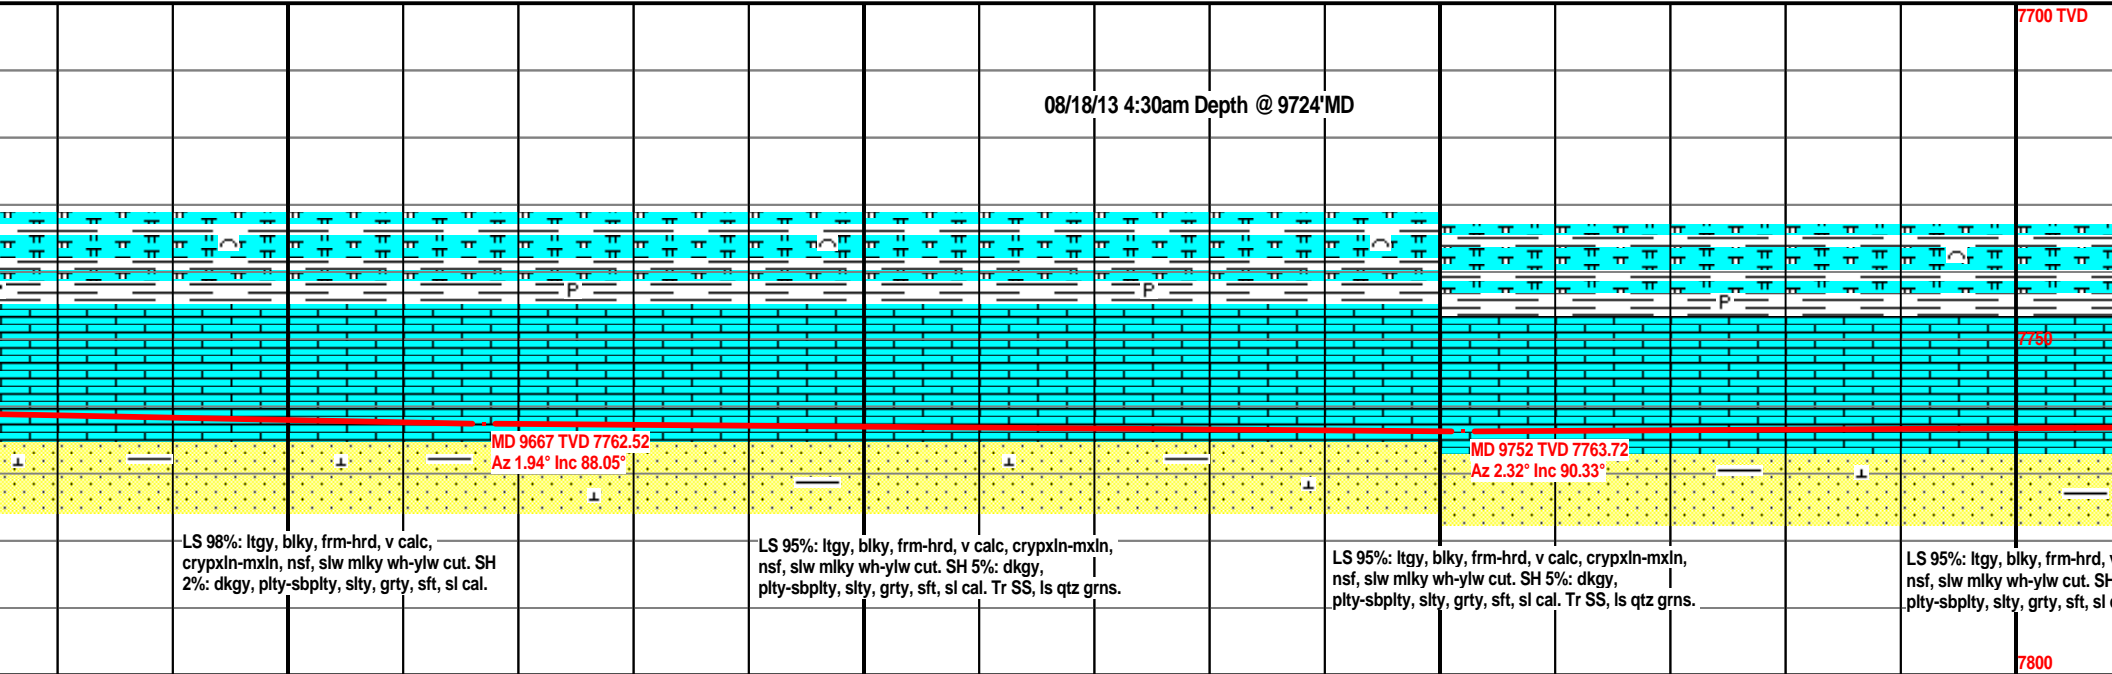 7700 TVD
08/18/13 4:30am Depth @ 9724'MD
P
P
P
7750
MD 9667 TVD 7762.52
Az 1.94° Inc 88.05°
MD 9752 TVD 7763.72
Az 2.32° Inc 90.33°
LS 98%: ltgy, blky, frm-hrd, v calc,
crypxln-mxln, nsf, slw mlky wh-ylw cut. SH
2%: dkgy, plty-sbplty, slty, grty, sft, sl cal.
LS 95%: ltgy, blky, frm-hrd, v calc, crypxln-mxln,
nsf, slw mlky wh-ylw cut. SH 5%: dkgy,
plty-sbplty, slty, grty, sft, sl cal. Tr SS, ls qtz grns.
LS 95%: ltgy, blky, frm-hrd, v calc, crypxln-mxln,
nsf, slw mlky wh-ylw cut. SH 5%: dkgy,
plty-sbplty, slty, grty, sft, sl cal. Tr SS, ls qtz grns.
LS 95%: ltgy, blky, frm-hrd, v
nsf, slw mlky wh-ylw cut. SH
plty-sbplty, slty, grty, sft, sl
7800